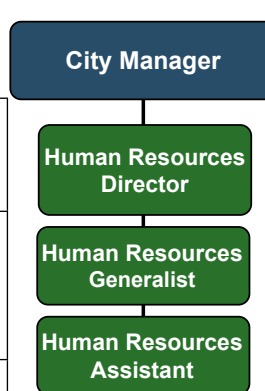 City Manager
Human Resources
Director
Human Resources
Generalist
Human Resources
Assistant